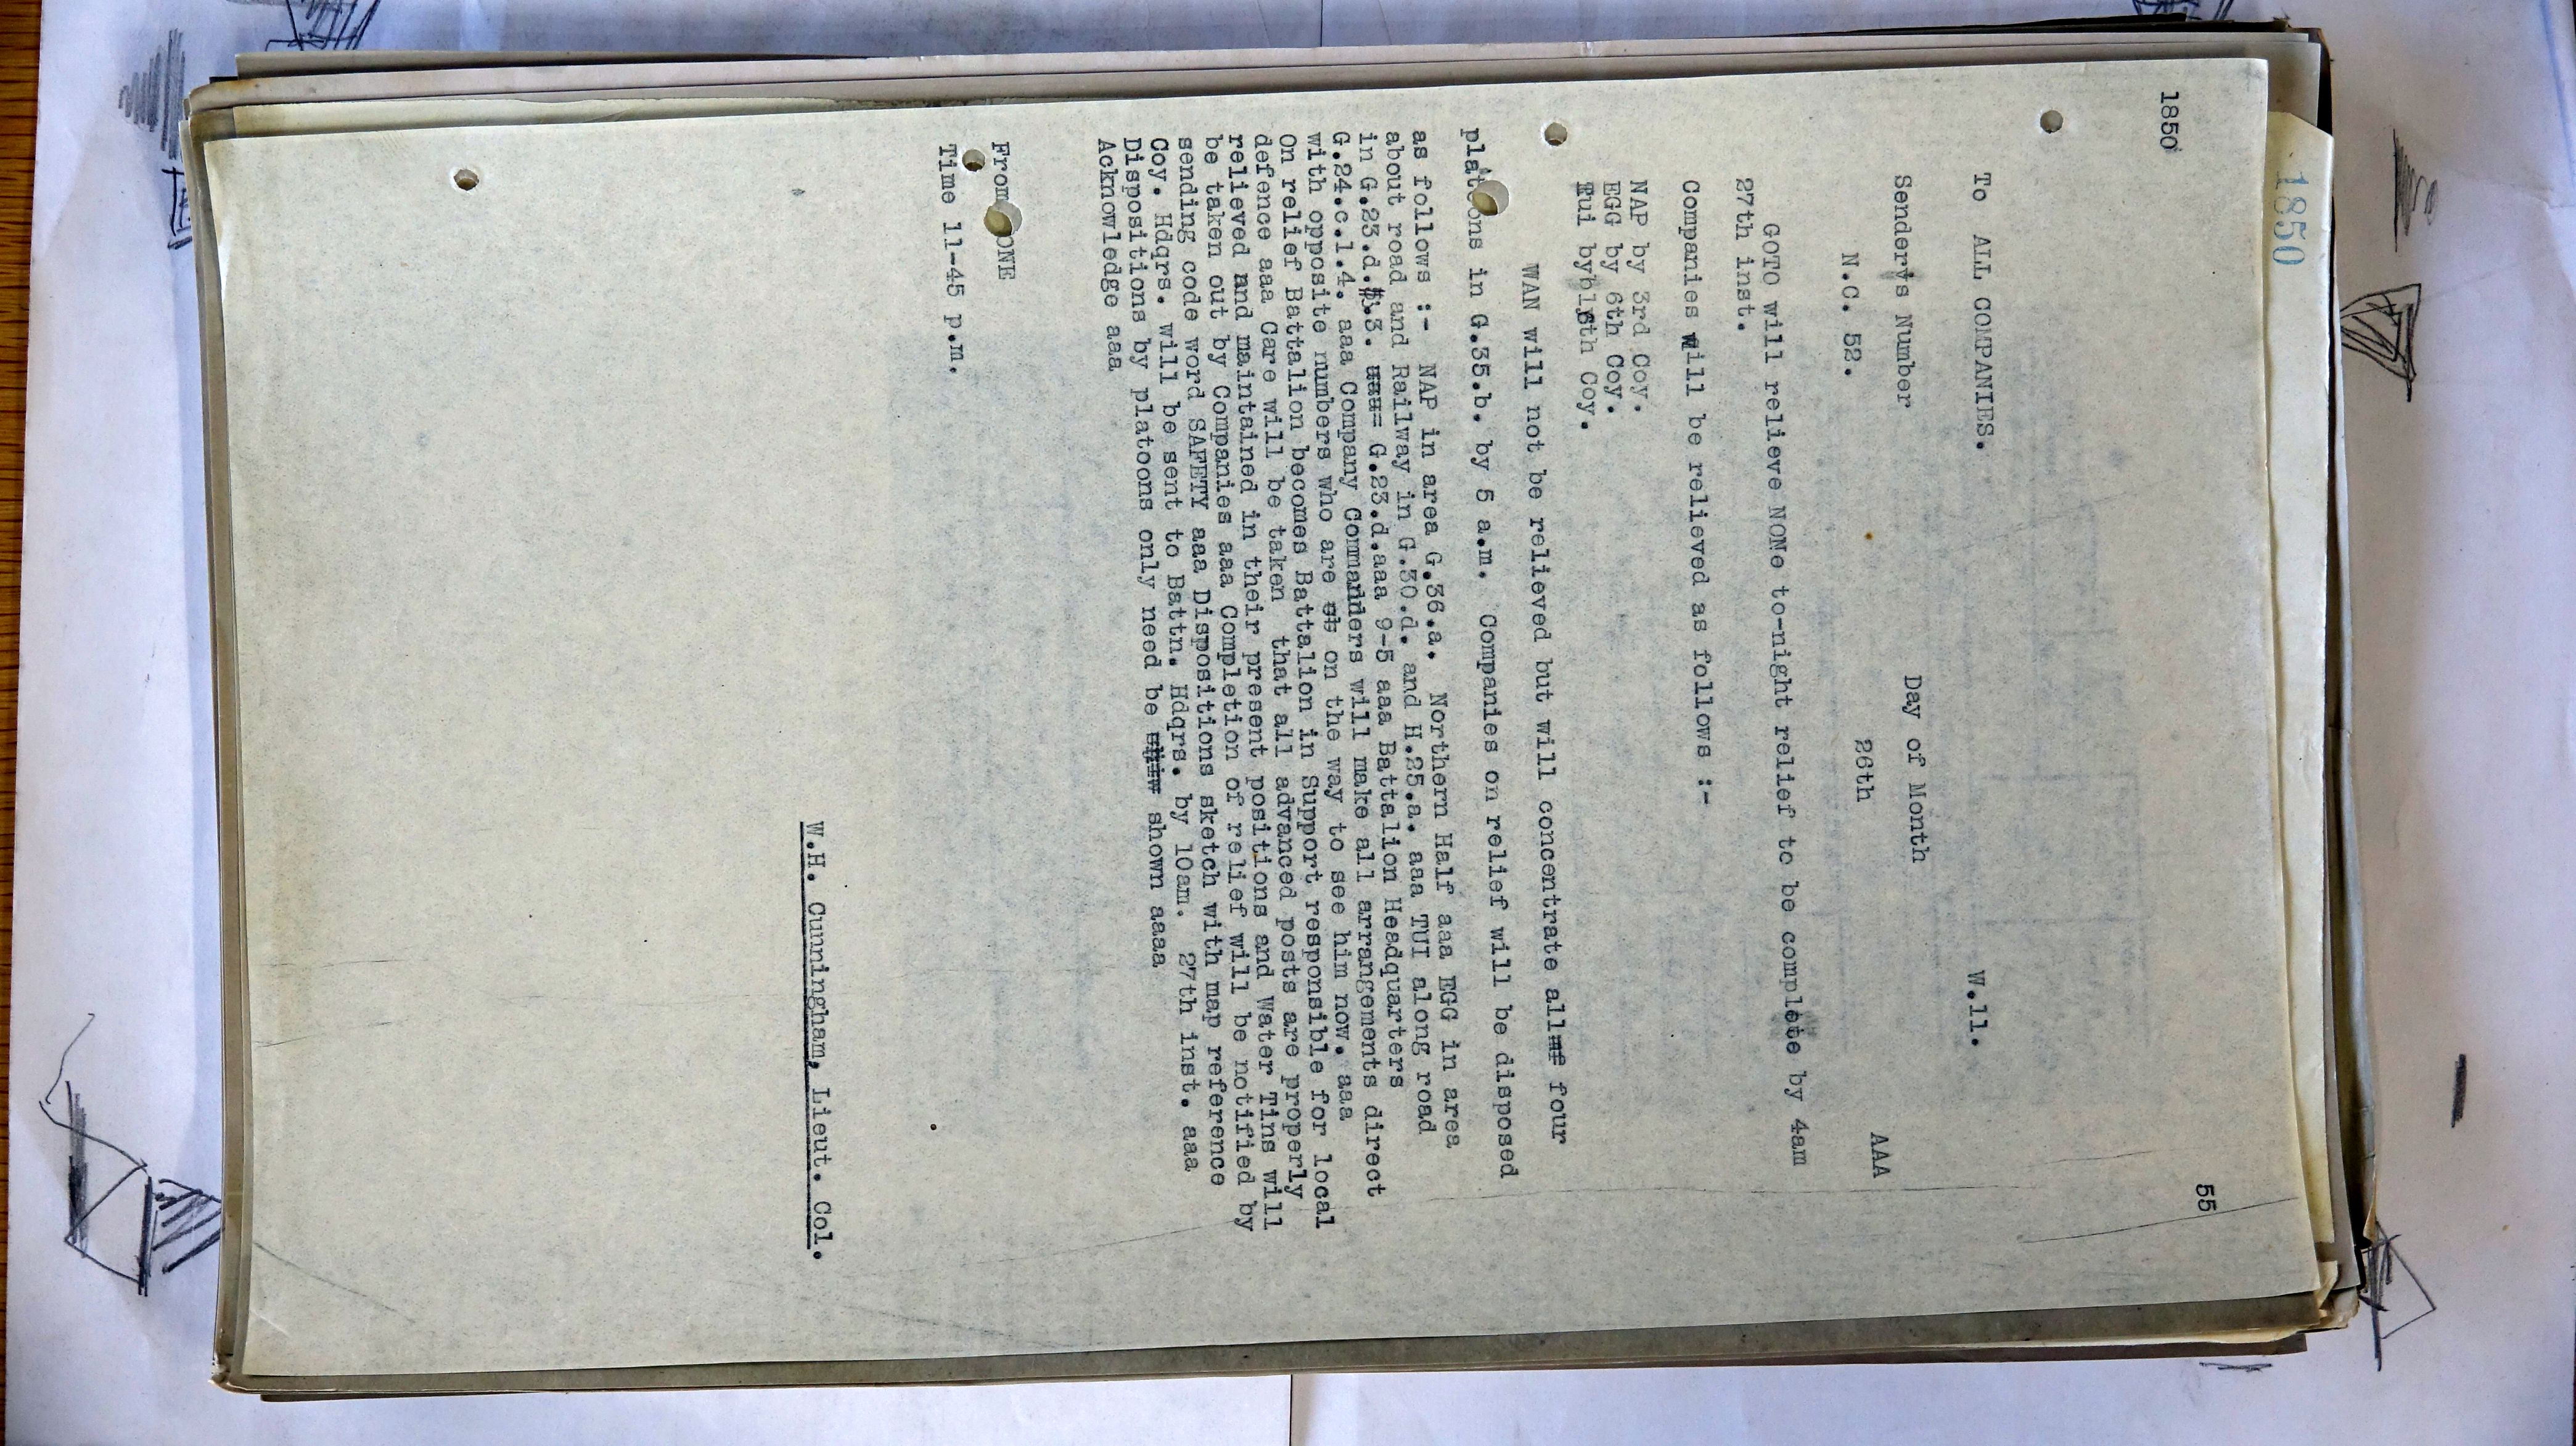 1850
1850
55
To ALL COMPANIES. W.11.
Sender's Number Day of Month
N.C. 52. 26th AAA
GOTO will relieve NONe to-night relief to be complete by 4am
27th inst.
Companies will be relieved as follows :-
NAP by 3rd Coy.
EGG by 6th Coy.
Tui by Coy.
WAN will not be relieved but will concentrate all four
platoons in G.35.b. by 5 a.m. Companies on relief will be disposed
as follows :- NAP in area G.36.a. Northern Half aaa EGG in area
about road and Railway in G.30.d. and H.25.a. aaa TUI along road
in G.23.d. .3. G.23.d.aaa 9-5 aaa Battalion Headquarters
G.24.c.1.4. aaa Company Commanders will make all arrangements direct
with opposite numbers who are on the way to see him now. aaa
On relief Battalion becomes Battalion in Support responsible for local
defence aaa Care will be taken that all advanced posts are properly
relieved and maintained in their present positions and Water Tins will
be taken out by Companies aaa Completion of relief will be notified by
sending code word SAFETY aaa Dispositions sketch with map reference
Coy. Hdqrs. will be sent to Battn. Hdqrs. by 10am. 27th inst. aaa
Dispositions by platoons only need be shown aaaa
Acknowledge aaa
From ONE
Time 11-45 p.m.
W.H. Cunningham, Lieut. Col.